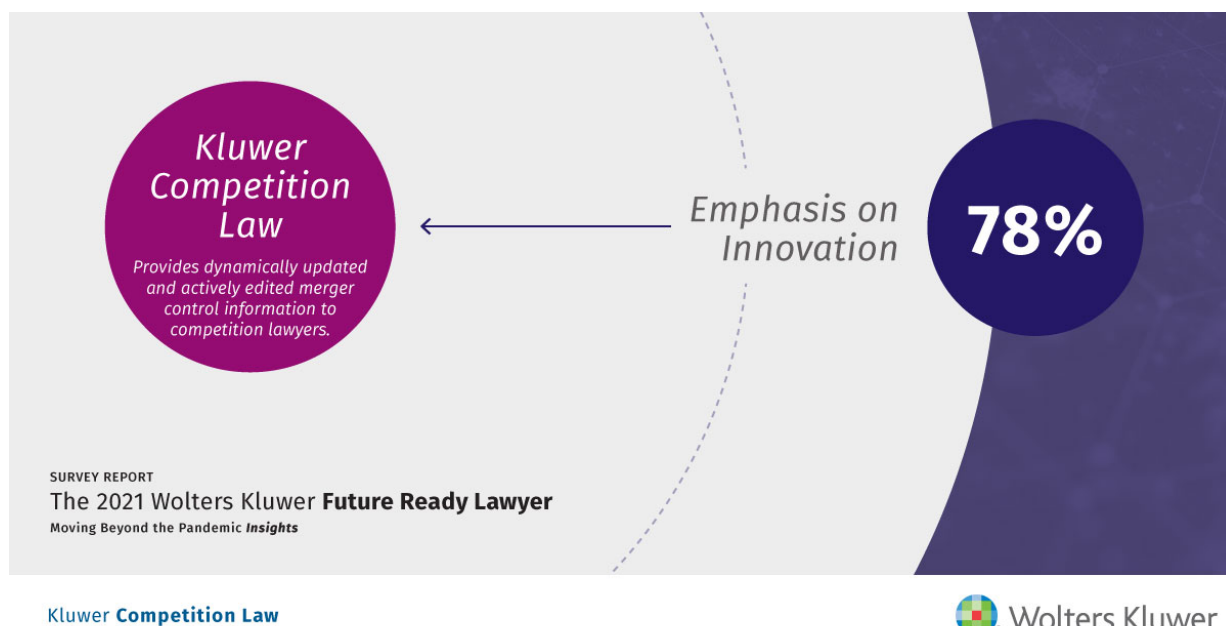 Kluwer
Competition
Law
Provides dynamically updated
and actively edited merger
control information to
competition lawyers.
Emphasis on
Innovation
78%
SURVEY REPORT
The 2021 Wolters Kluwer Future Ready Lawyer
Moving Beyond the Pandemic Insights
Kluwer Competition Law
Wolters Kluwer